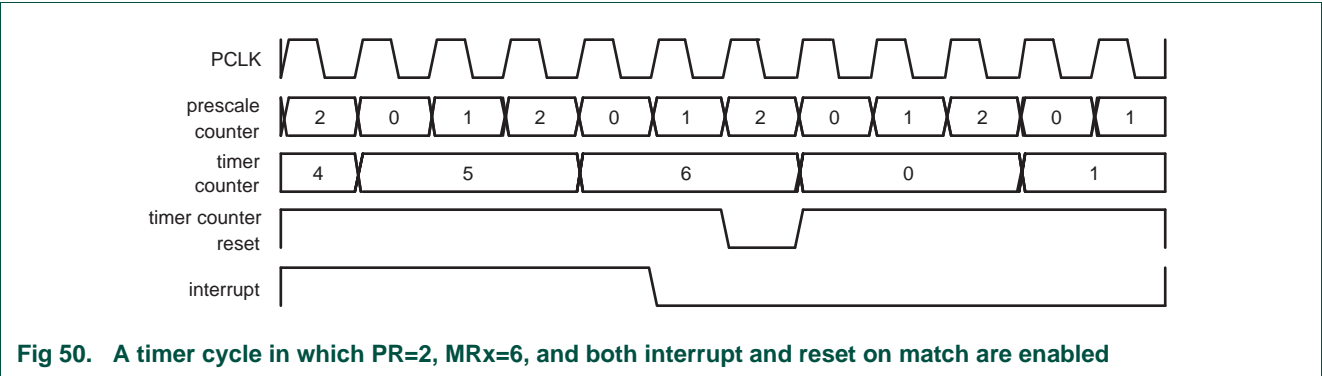 PCLK
prescale
counter
2 0 1 2 0 1 2 0 1 2 0 1
timer
counter
4 5 6 0 1
timer counter
reset
interrupt
Fig 50. A timer cycle in which PR=2, MRx=6, and both interrupt and reset on match are enabled